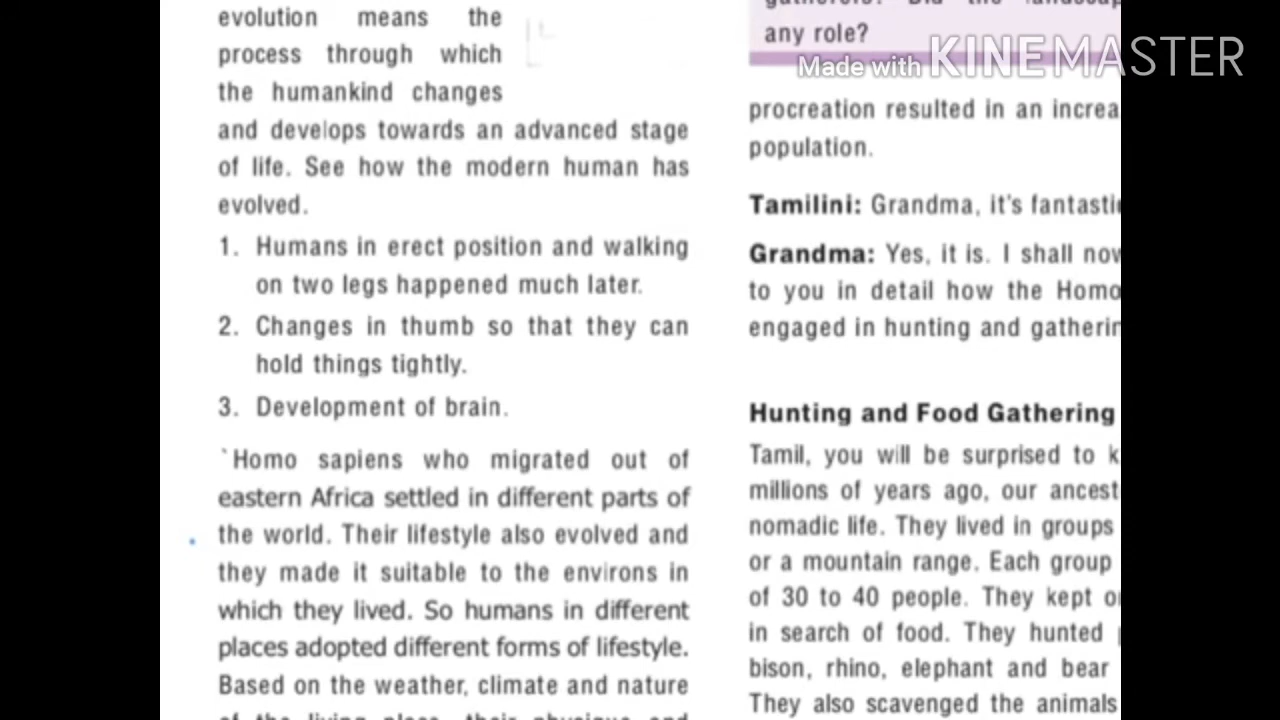 evolution means the
process through which
the humankind changes
and develops towards an advanced stage
of life. See how the modern human has
evolved.
1. Humans in erect position and walking
on two legs happened much later.
2. Changes in thumb so that they can
hold things tightly.
3. Development of brain.
`Homo sapiens who migrated out of
eastern Africa settled in different parts of
the world. Their lifestyle also evolved and
they made it suitable to the environs in
which they lived. So humans in different
places adopted different forms of lifestyle.
Based on the weather, climate and nature
of the living place, their physique and
any role?
Made with KINEMASTER
procreation resulted in an increa
population.
Tamilini: Grandma, it's fantasti
Grandma: Yes, it is. I shall now
to you in detail how the Homo
engaged in hunting and gatherin
Hunting and Food Gathering
Tamil, you will be surprised to k
millions of years ago, our ancest
nomadic life. They lived in groups
or a mountain range. Each group
of 30 to 40 people. They kept o
in search of food. They hunted
bison, rhino, elephant and bear
They also scavenged the animals